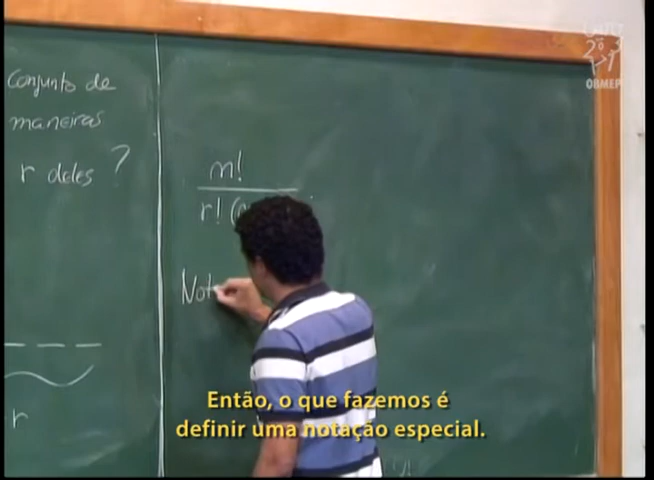 Conjunto de
maneiras
r deles ?
r
n!
r! (
Not
Então, o que fazemos é
definir uma notação especial.
OBMEP